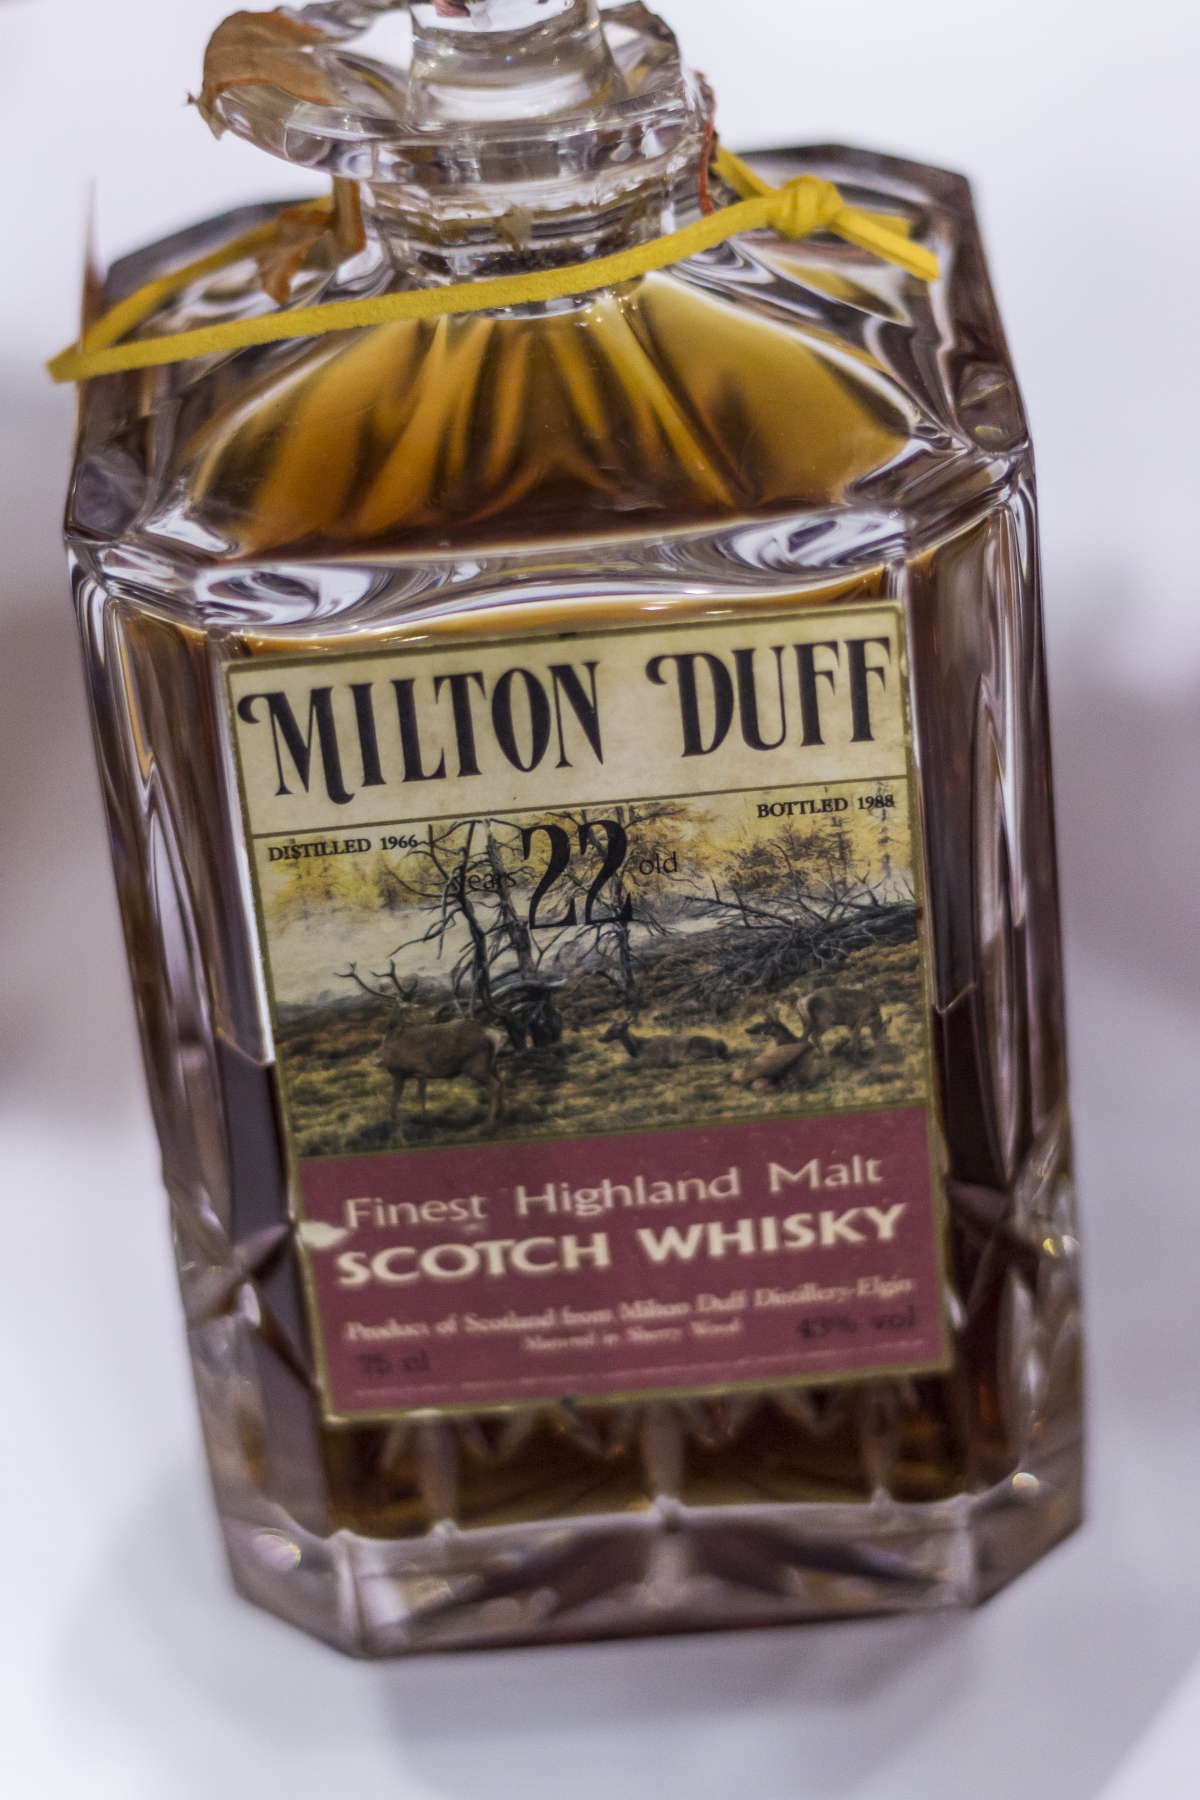 MILTON DUFF
DISTILLED 1966
BOTTLED 1988
years 22 old
Finest Highland Malt
SCOTCH WHISKY
Product of Scotland from Milton Duff Distillery-Elgin
Matured in Sherry Wood
75 cl
43% vol